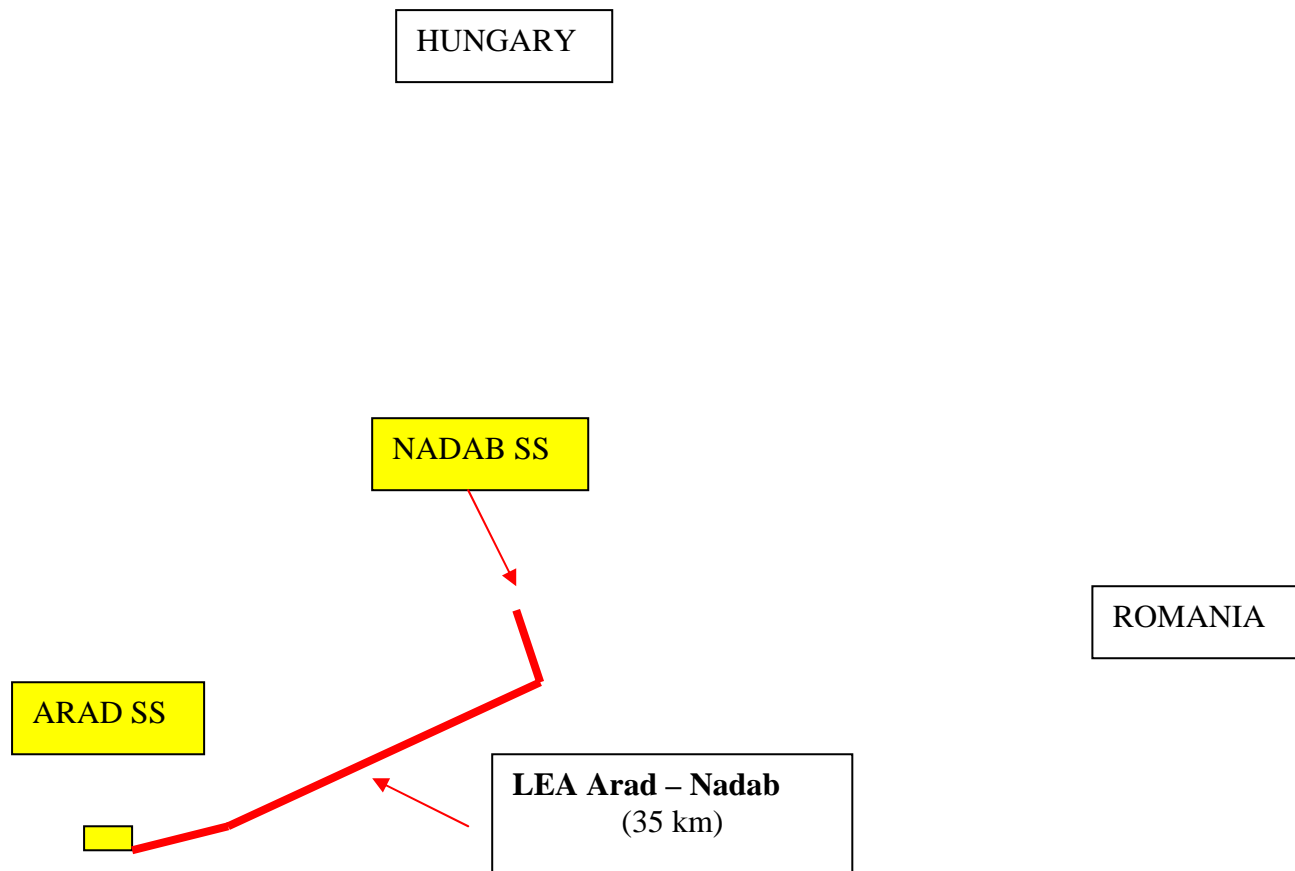 HUNGARY
NADAB SS
ROMANIA
ARAD SS
LEA Arad – Nadab
(35 km)